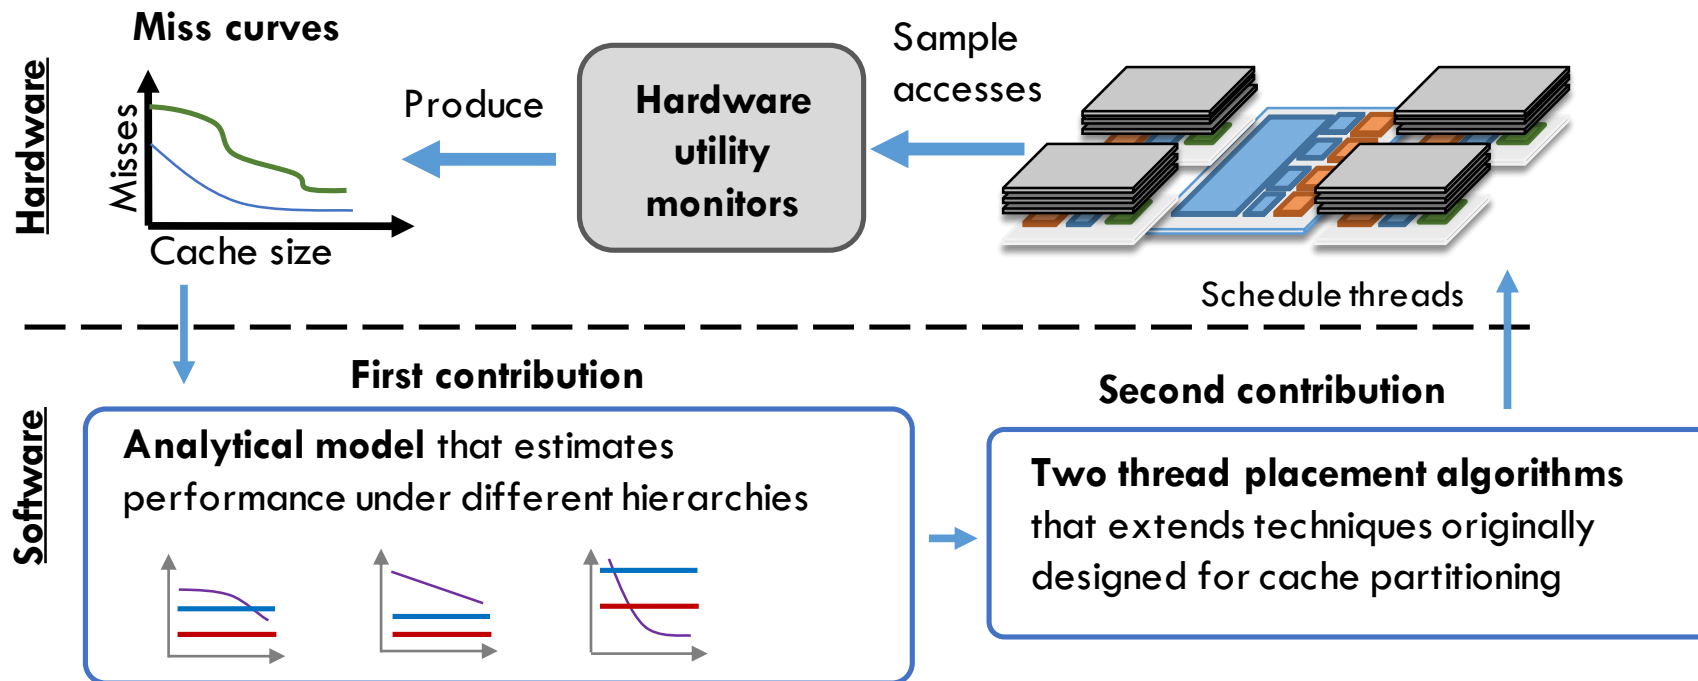 Miss curves
Hardware
Misses
Cache size
Produce
Hardware
utility
monitors
Sample
accesses
Schedule threads
Software
First contribution
Analytical model that estimates
performance under different hierarchies
Second contribution
Two thread placement algorithms
that extends techniques originally
designed for cache partitioning